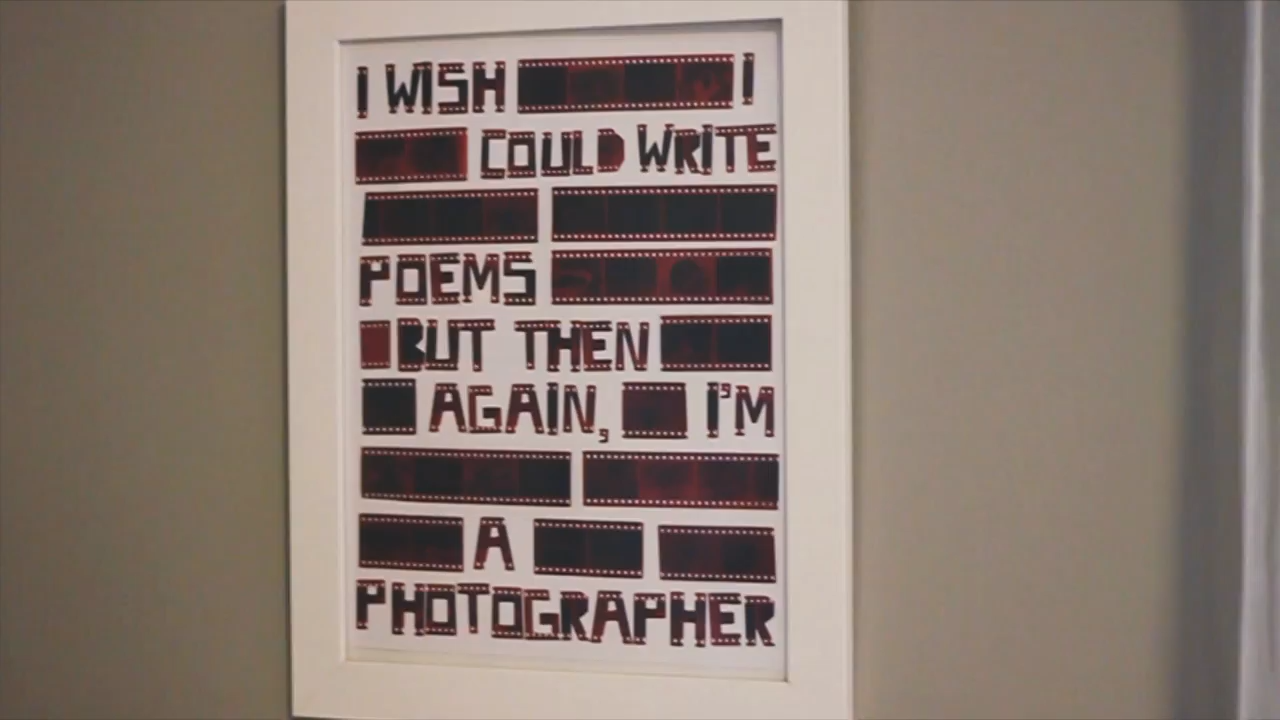 I WISH I
COULD WRITE
POEMS
BUT THEN
AGAIN, I'M
A
PHOTOGRAPHER